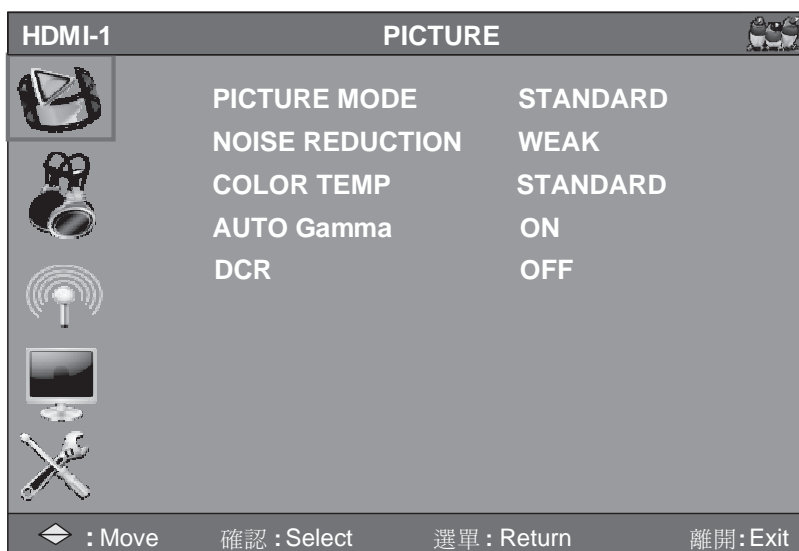 HDMI-1 PICTURE
PICTURE MODE STANDARD
NOISE REDUCTION WEAK
COLOR TEMP STANDARD
AUTO Gamma ON
DCR OFF
: Move 確認 : Select 選單 : Return 離開 : Exit